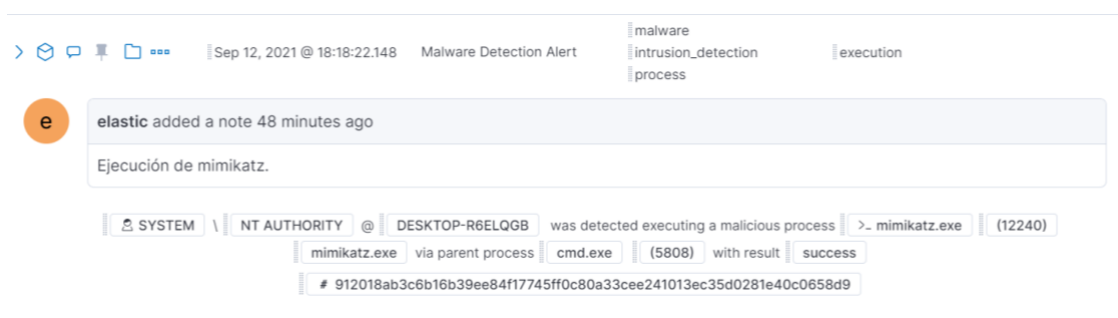 malware
Sep 12, 2021 @ 18:18:22.148 Malware Detection Alert intrusion_detection execution
process
e
elastic added a note 48 minutes ago
Ejecución de mimikatz.
SYSTEM \ NT AUTHORITY @ DESKTOP-R6ELQGB was detected executing a malicious process >_ mimikatz.exe (12240)
mimikatz.exe via parent process cmd.exe (5808) with result success
# 912018ab3c6b16b39ee84f17745ff0c80a33cee241013ec35d0281e40c0658d9